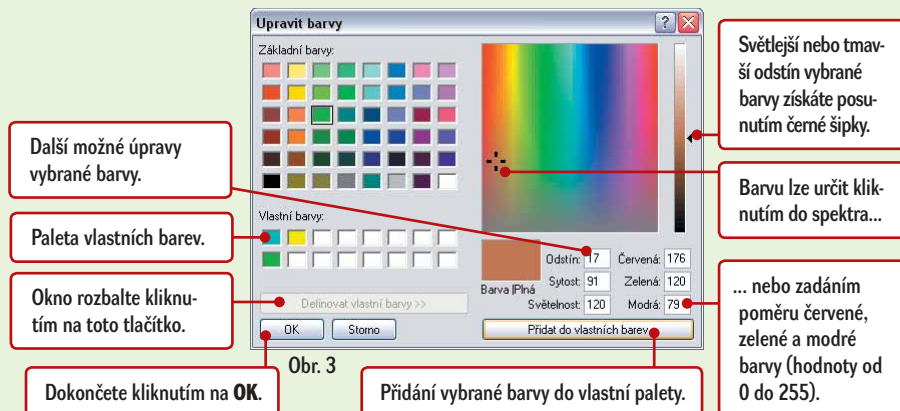 Upravit barvy
Základní barvy:
Vlastní barvy:
Definovat vlastní barvy >>
OK
Storno
Barva |Plná
Odstín: 17
Sytost: 91
Světelnost: 120
Červená: 176
Zelená: 120
Modrá: 79
Přidat do vlastních barev
Další možné úpravy
vybrané barvy.
Paleta vlastních barev.
Okno rozbalte kliknu-
tím na toto tlačítko.
Dokončete kliknutím na OK.
Obr. 3
Přidání vybrané barvy do vlastní palety.
Světlejší nebo tmav-
ší odstín vybrané
barvy získáte posu-
nutím černé šipky.
Barvu lze určit klik-
nutím do spektra...
... nebo zadáním
poměru červené,
zelené a modré
barvy (hodnoty od
0 do 255).